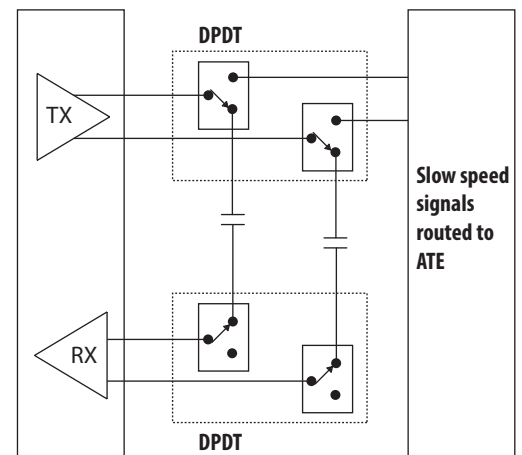 DPDT
TX
Slow speed
signals
routed to
ATE
RX
DPDT